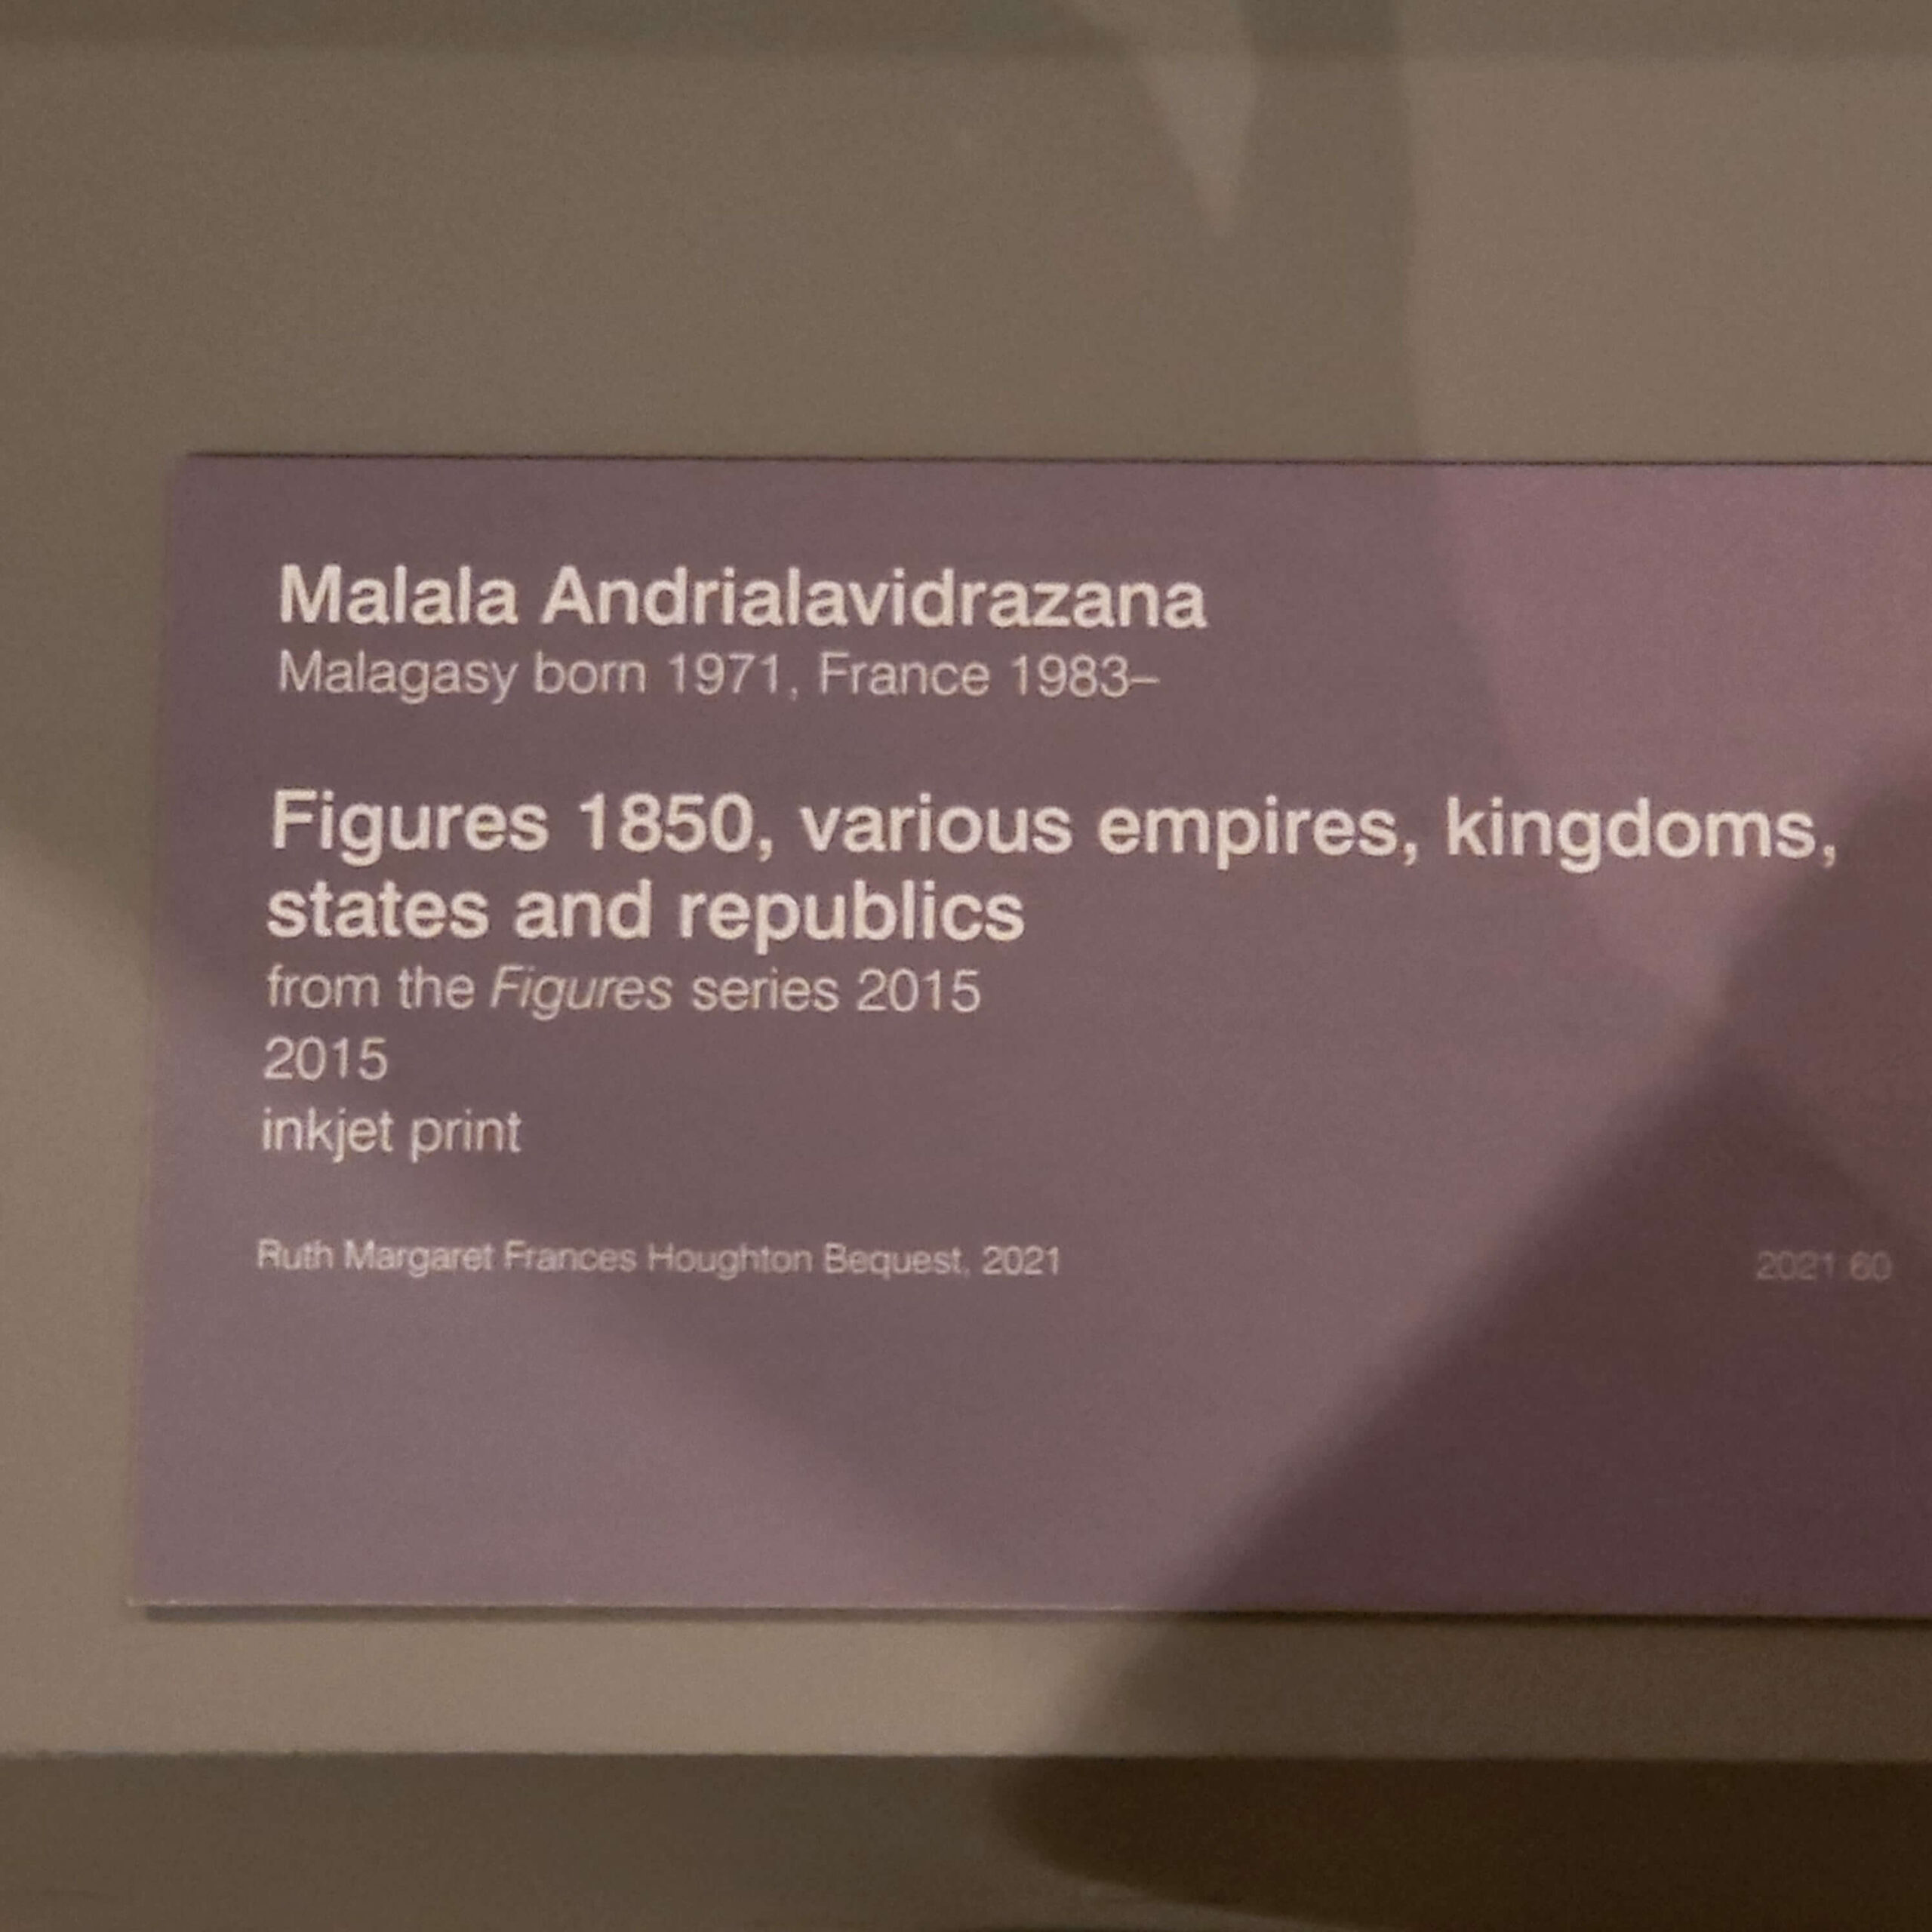 Malala Andrialavidrazana
Malagasy born 1971, France 1983–
Figures 1850, various empires, kingdoms,
states and republics
from the Figures series 2015
2015
inkjet print
Ruth Margaret Frances Houghton Bequest, 2021
2021.60